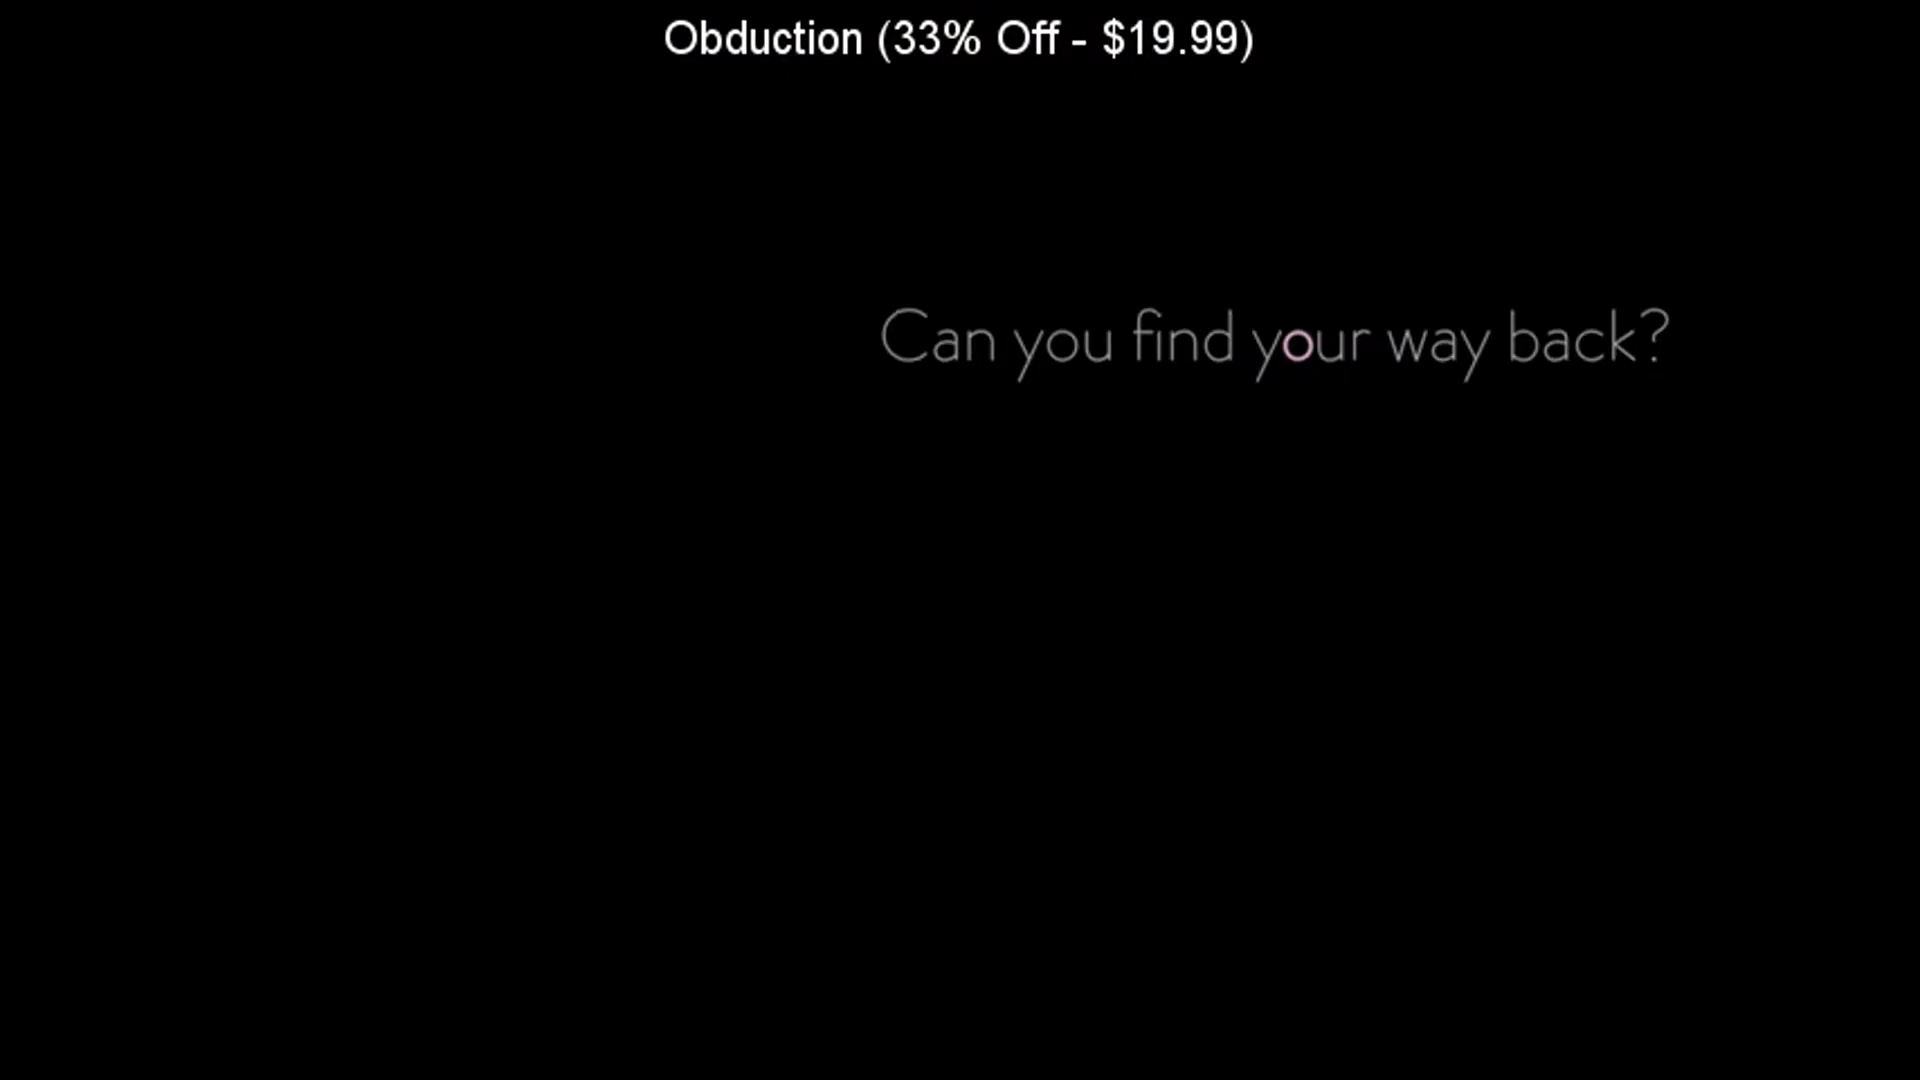 Obduction (33% Off - $19.99)
Can you find your way back?